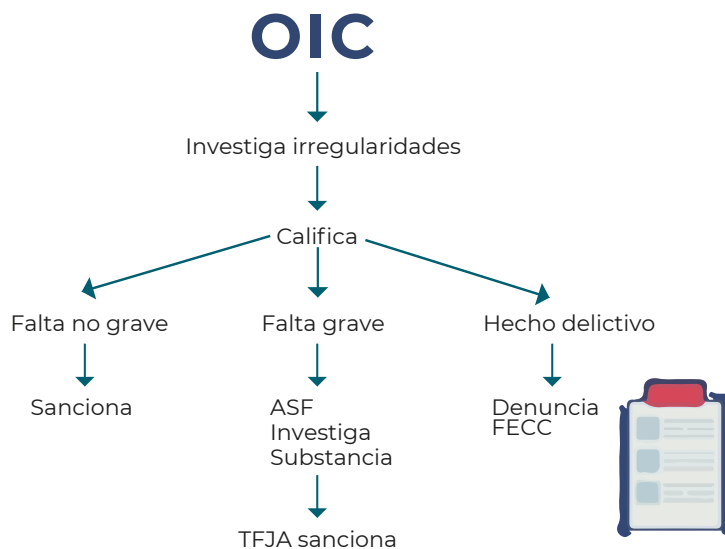 OIC
Investiga irregularidades
Califica
Falta no grave
Falta grave
Hecho delictivo
Sanciona
ASF
Investiga
Substancia
Denuncia
FECC
TFJA sanciona